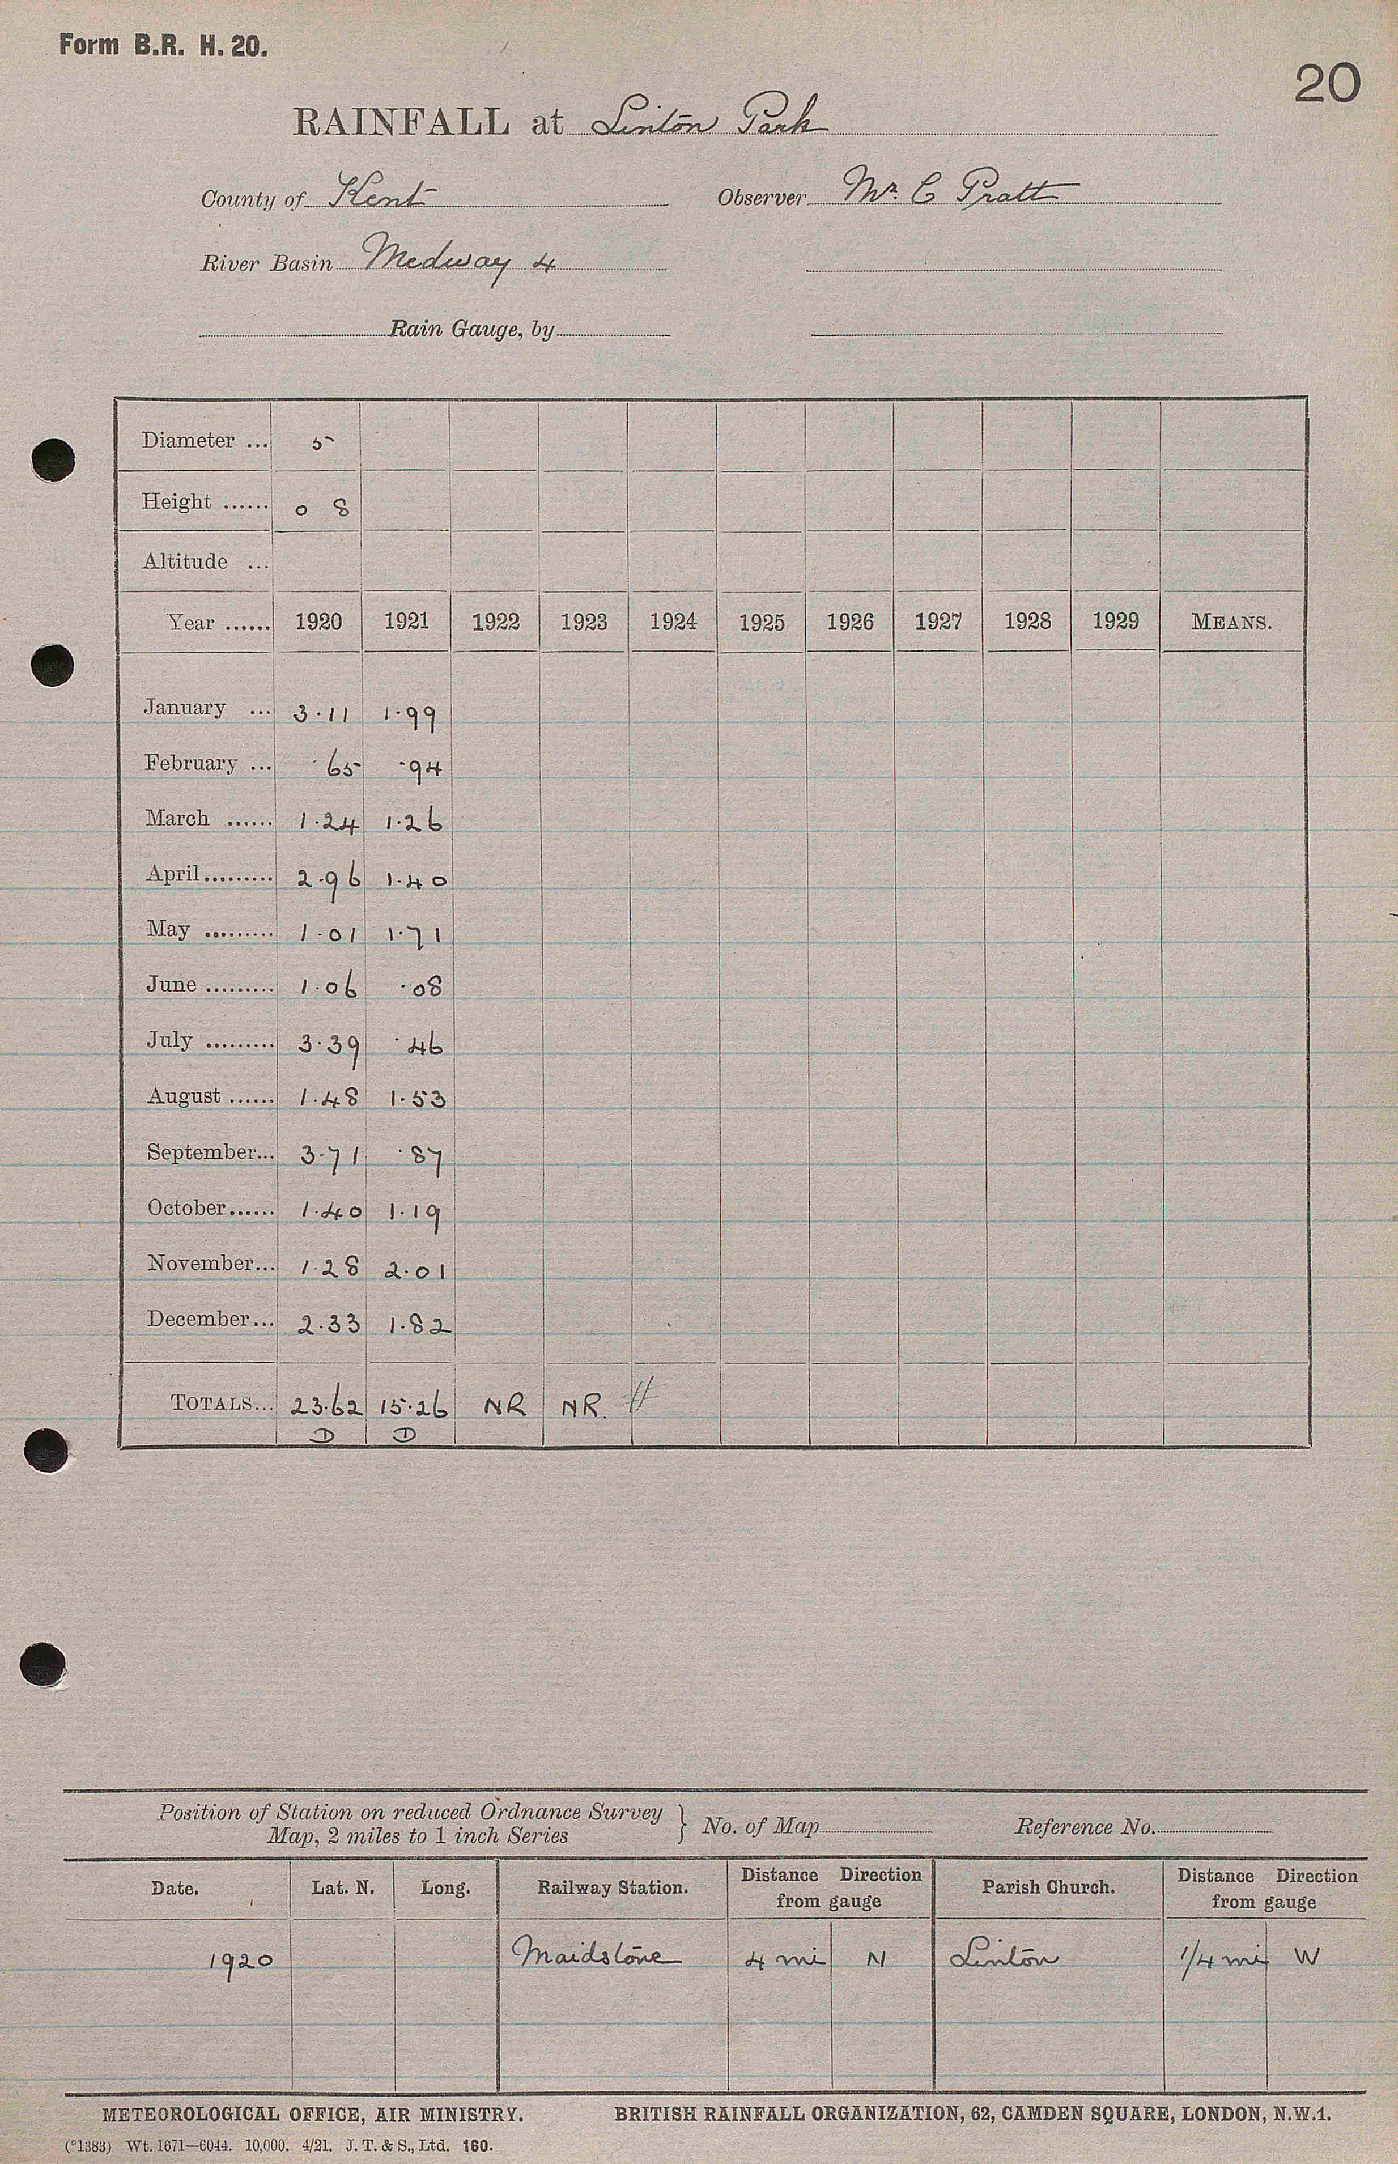 Form B.R. H. 20.
20
RAINFALL at Linton Park
County of Kent Observer Mr. C Pratt
River Basin Medway 4
Rain Gauge, by
Diameter ... 5
Height ...... 0 8
Altitude ...
Year ...... 1920 1921 1922 1923 1924 1925 1926 1927 1928 1929 MEANS.
January ... 3.11 1.99
February ... .65 .94
March ...... 1.24 1.26
April ......... 2.96 1.40
May ......... 1.01 1.71
June ......... 1.06 .08
July ......... 3.39 .46
August ...... 1.48 1.53
September... 3.71 .87
October...... 1.40 1.19
November... 1.28 2.01
December... 2.33 1.82
TOTALS... 23.62 15.26 NR NR.
D D
Position of Station on reduced Ordnance Survey
Map, 2 miles to 1 inch Series } No. of Map Reference No.
Date. Lat. N. Long. Railway Station. Distance Direction from gauge Parish Church. Distance Direction from gauge
1920 Maidstone 4 mi N Linton 1/4 mi W
METEOROLOGICAL OFFICE, AIR MINISTRY. BRITISH RAINFALL ORGANIZATION, 62, CAMDEN SQUARE, LONDON, N.W.1.
(*1383) Wt. 1671—6044. 10,000. 4/21. J. T. & S., Ltd. 160.